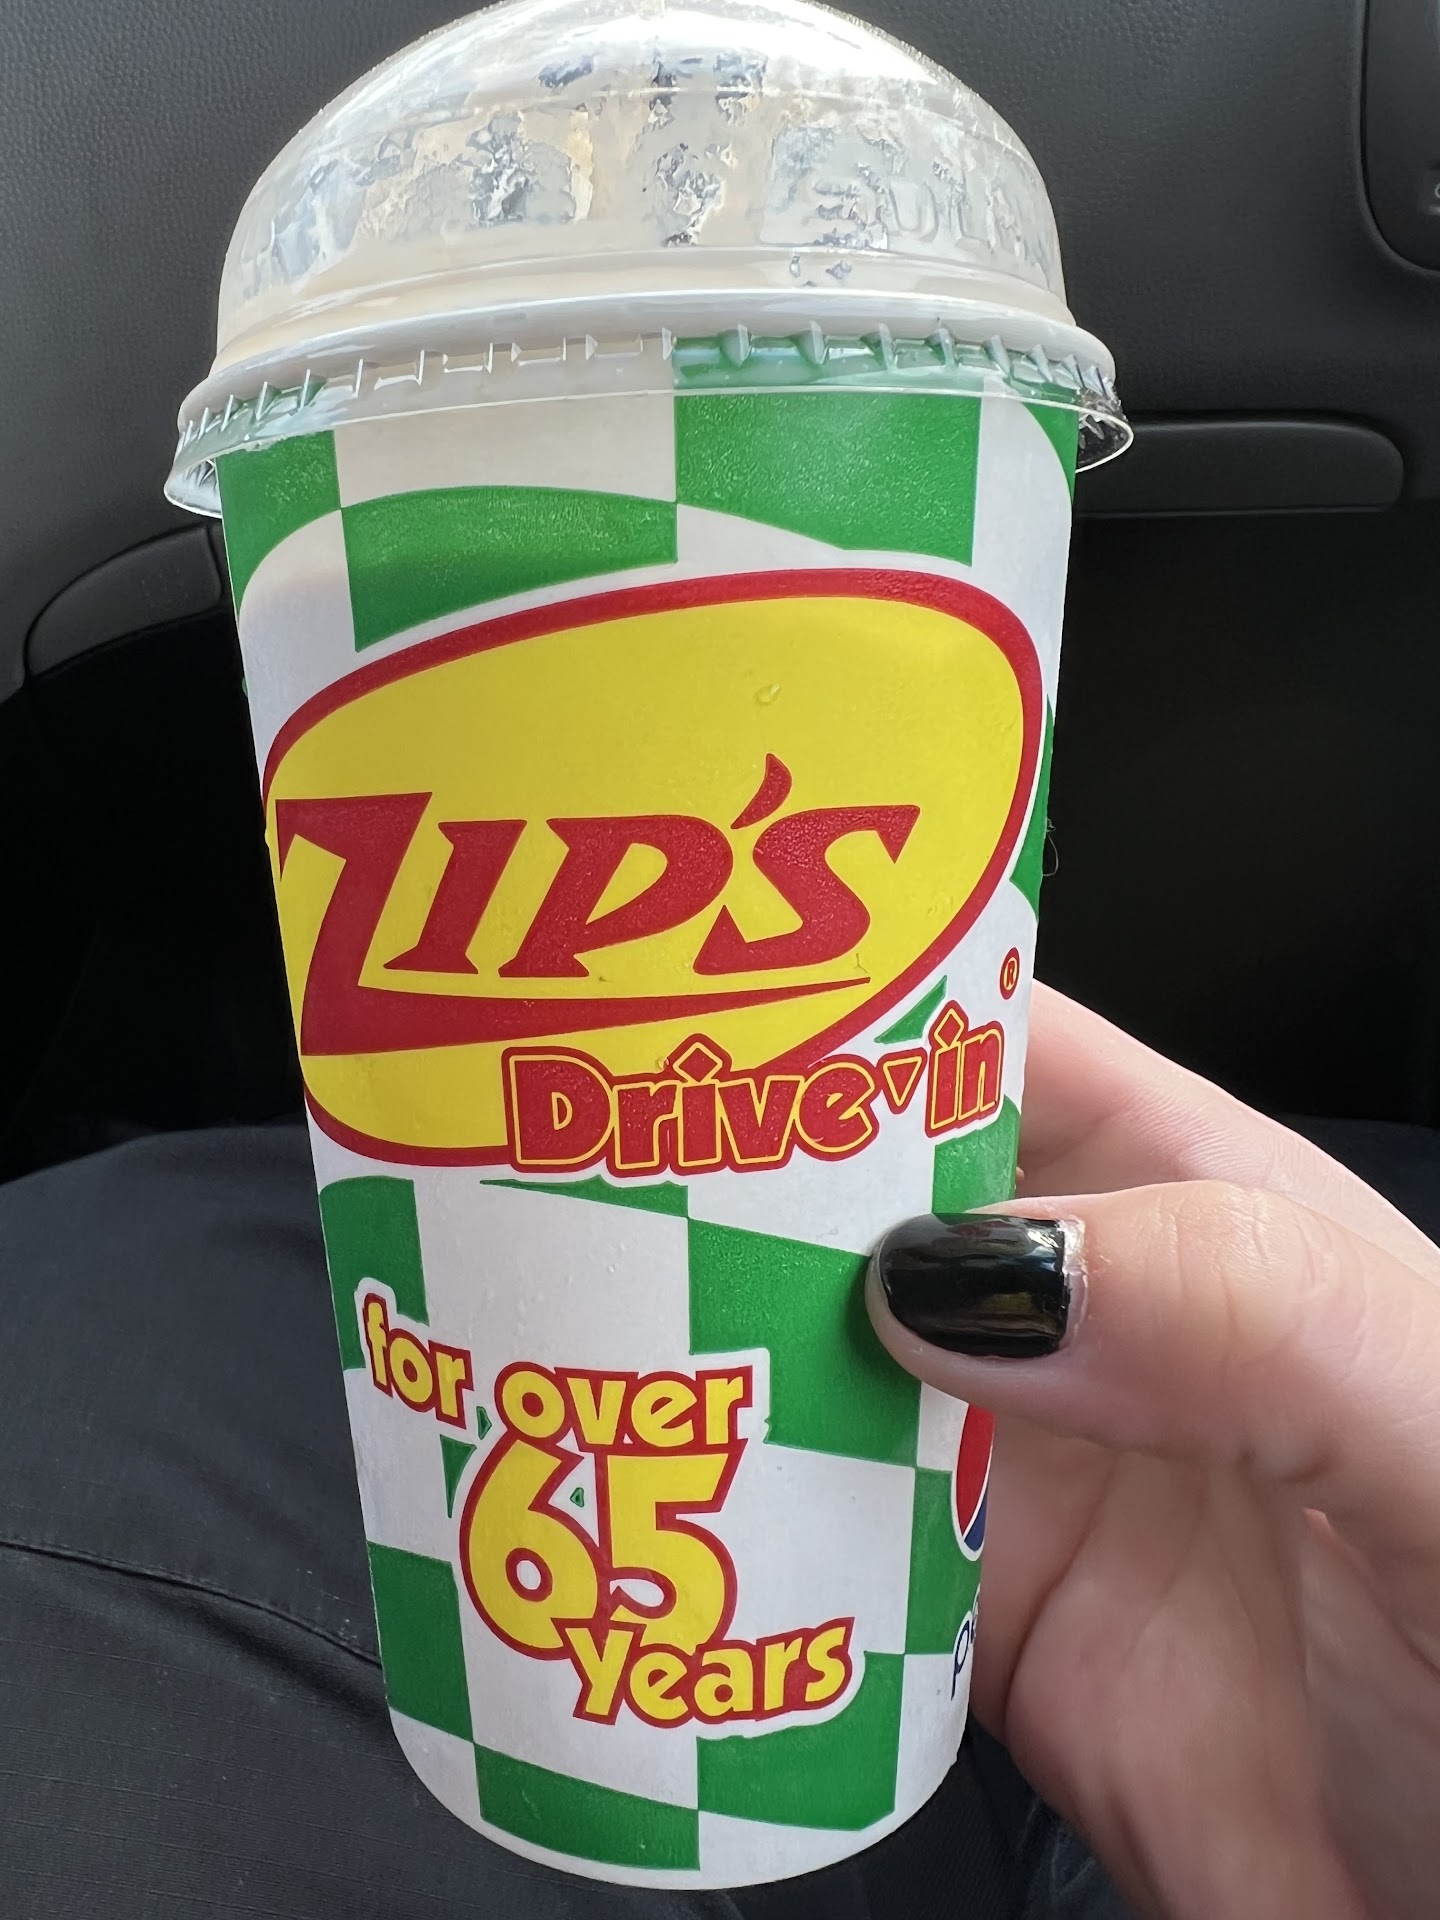 ZIP'S
®
Drive-in
for over
65
years